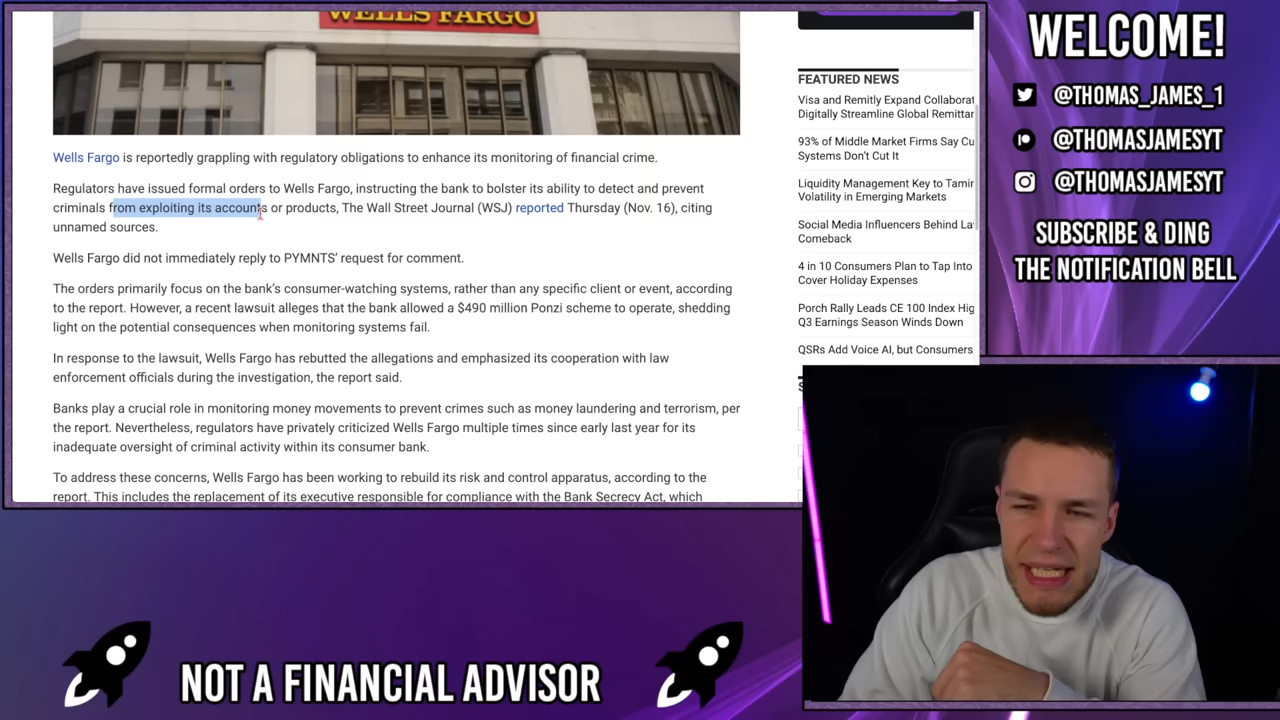 WELLS FARGO
Wells Fargo is reportedly grappling with regulatory obligations to enhance its monitoring of financial crime.
Regulators have issued formal orders to Wells Fargo, instructing the bank to bolster its ability to detect and prevent
criminals from exploiting its accounts or products, The Wall Street Journal (WSJ) reported Thursday (Nov. 16), citing
unnamed sources.
Wells Fargo did not immediately reply to PYMNTS’ request for comment.
The orders primarily focus on the bank’s consumer-watching systems, rather than any specific client or event, according
to the report. However, a recent lawsuit alleges that the bank allowed a $490 million Ponzi scheme to operate, shedding
light on the potential consequences when monitoring systems fail.
In response to the lawsuit, Wells Fargo has rebutted the allegations and emphasized its cooperation with law
enforcement officials during the investigation, the report said.
Banks play a crucial role in monitoring money movements to prevent crimes such as money laundering and terrorism, per
the report. Nevertheless, regulators have privately criticized Wells Fargo multiple times since early last year for its
inadequate oversight of criminal activity within its consumer bank.
To address these concerns, Wells Fargo has been working to rebuild its risk and control apparatus, according to the
report. This includes the replacement of its executive responsible for compliance with the Bank Secrecy Act, which
FEATURED NEWS
Visa and Remitly Expand Collaborat
Digitally Streamline Global Remittar
93% of Middle Market Firms Say Cu
Systems Don’t Cut It
Liquidity Management Key to Tamir
Volatility in Emerging Markets
Social Media Influencers Behind La
Comeback
4 in 10 Consumers Plan to Tap Into
Cover Holiday Expenses
Porch Rally Leads CE 100 Index Hig
Q3 Earnings Season Winds Down
QSRs Add Voice AI, but Consumers
WELCOME!
@THOMAS_JAMES_1
@THOMASJAMESYT
@THOMASJAMESYT
SUBSCRIBE & DING
THE NOTIFICATION BELL
NOT A FINANCIAL ADVISOR